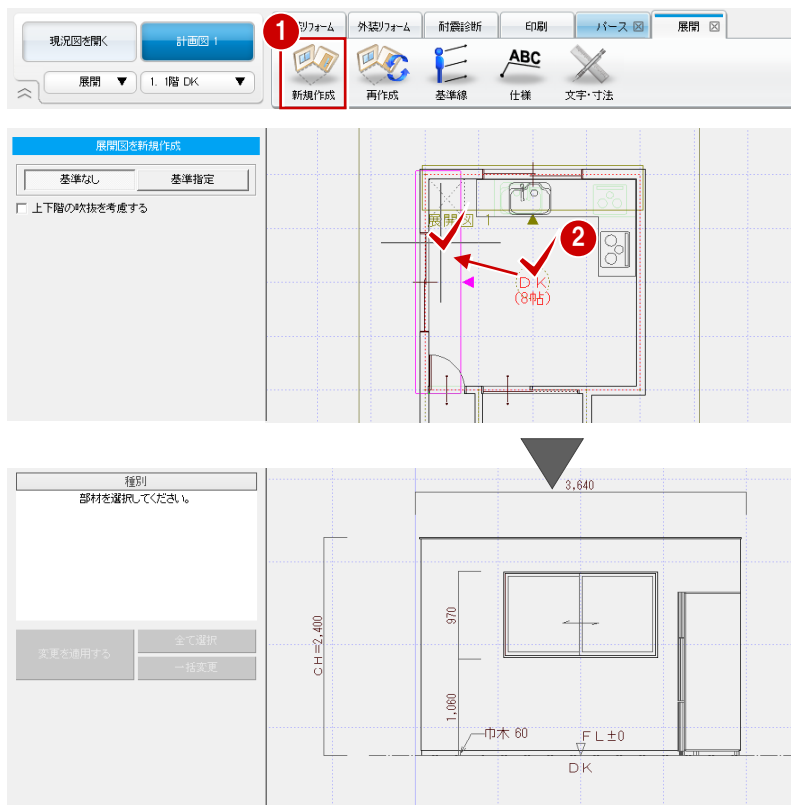 現況図を開く
計画図 1
展開 ▼
1. 1階 DK ▼
1
装リフォーム
外装リフォーム
耐震診断
印刷
パース
展開
新規作成
再作成
基準線
ABC
仕様
文字・寸法
展開図を新規作成
基準なし
基準指定
上下階の吹抜を考慮する
展開図 1
2
DK
(8帖)
種別
部材を選択してください。
変更を適用する
全て選択
一括変更
3,640
CH=2,400
970
1,060
巾木 60
FL±0
DK